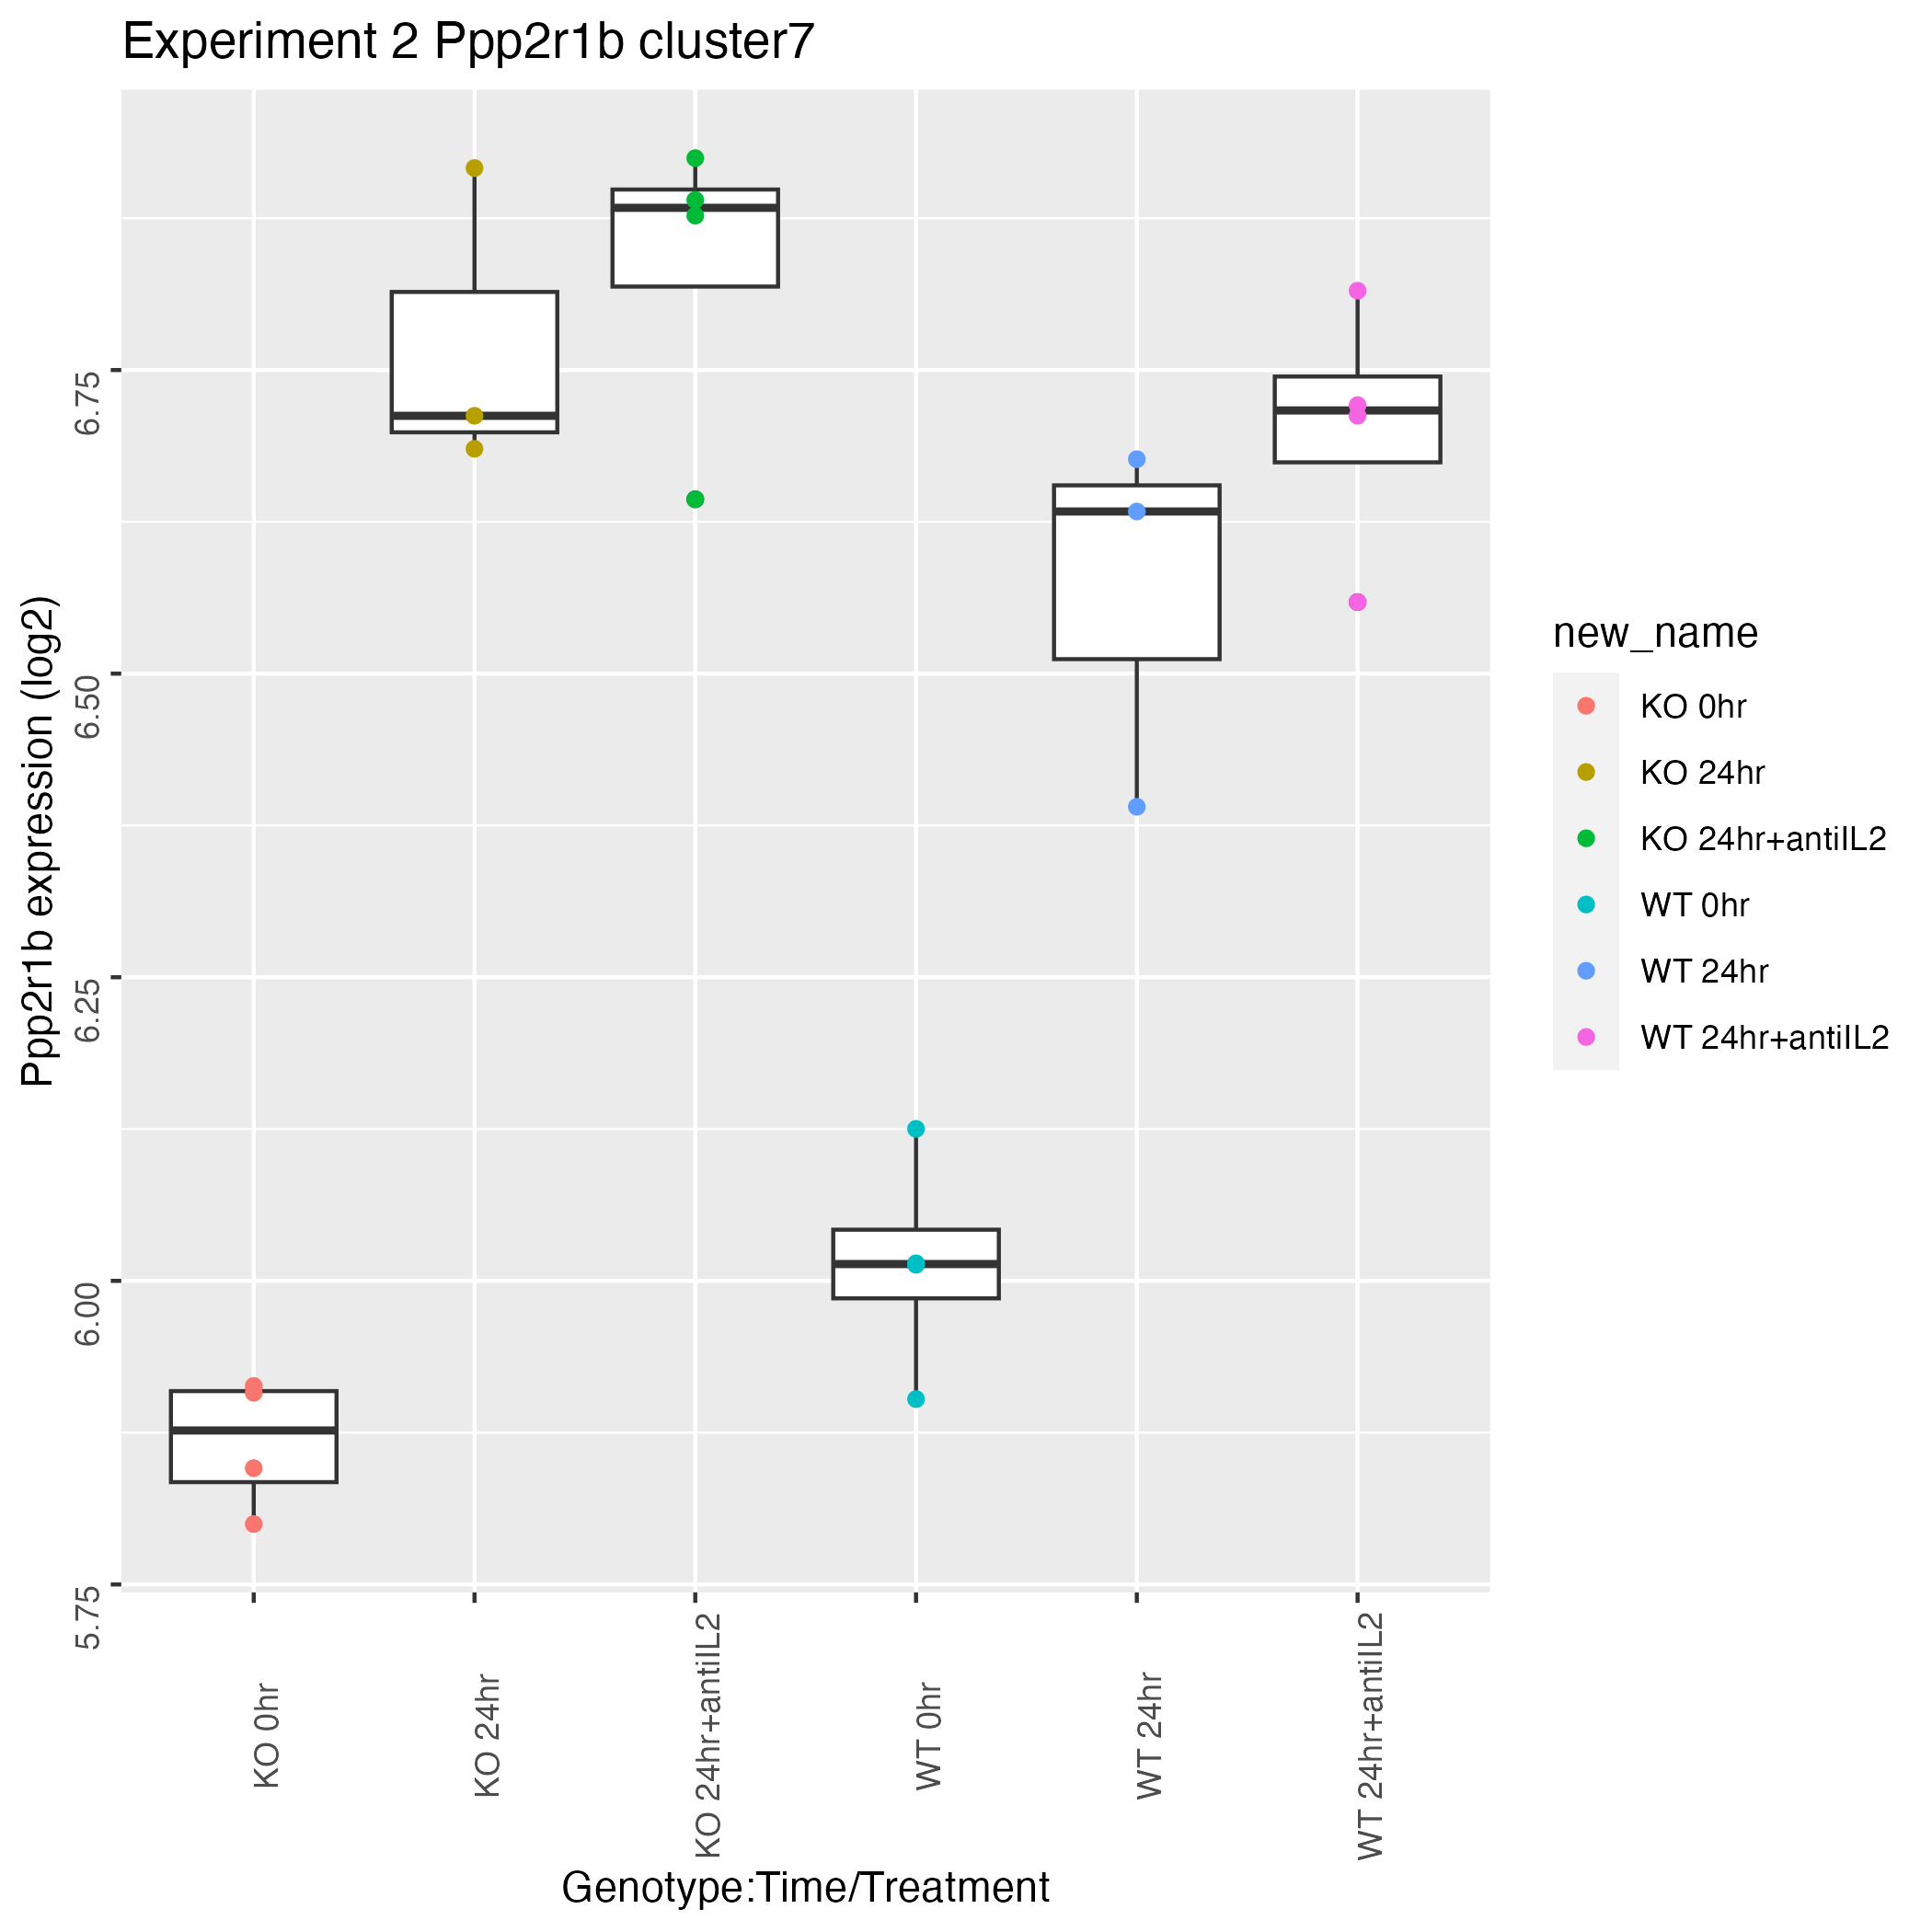 Experiment 2 Ppp2r1b cluster7
Ppp2r1b expression (log2)
6.75
6.50
6.25
6.00
5.75
KO 0hr
KO 24hr
KO 24hr+antiIL2
WT 0hr
WT 24hr
WT 24hr+antiIL2
Genotype:Time/Treatment
new_name
KO 0hr
KO 24hr
KO 24hr+antiIL2
WT 0hr
WT 24hr
WT 24hr+antiIL2